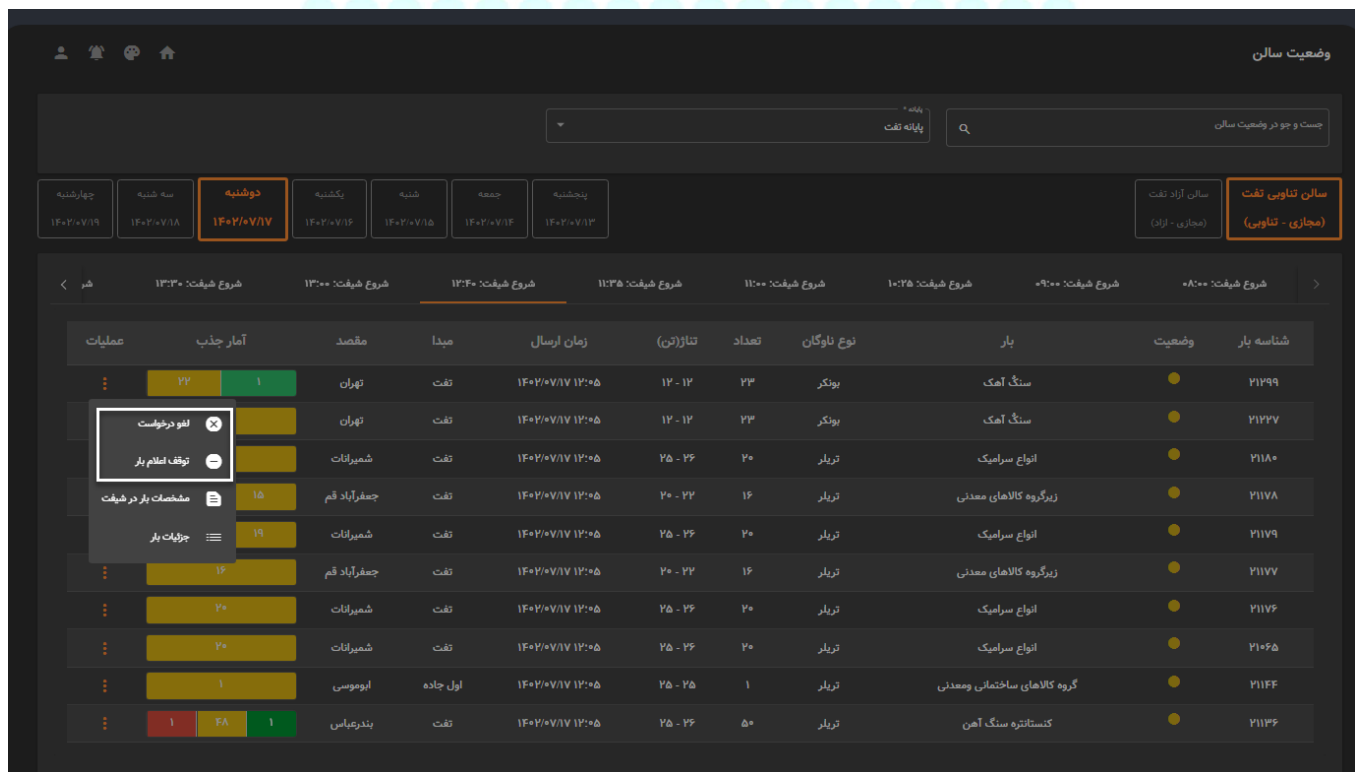 وضعیت سالن
جست و جو در وضعیت سالن
پایانه *
پایانه تفت
سالن تناوبی تفت
(مجازی - تناوبی)
سالن آزاد تفت
(مجازی - ازاد)
پنجشنبه
۱۴۰۲/۰۷/۱۳
جمعه
۱۴۰۲/۰۷/۱۴
شنبه
۱۴۰۲/۰۷/۱۵
یکشنبه
۱۴۰۲/۰۷/۱۶
دوشنبه
۱۴۰۲/۰۷/۱۷
سه شنبه
۱۴۰۲/۰۷/۱۸
چهارشنبه
۱۴۰۲/۰۷/۱۹
شروع شیفت: ۰۸:۰۰ شروع شیفت: ۰۹:۰۰ شروع شیفت: ۱۰:۲۵ شروع شیفت: ۱۱:۰۰ شروع شیفت: ۱۱:۳۵ شروع شیفت: ۱۲:۴۰ شروع شیفت: ۱۳:۰۰ شروع شیفت: ۱۳:۳۰ شر
شناسه بار وضعیت بار نوع ناوگان تعداد تناژ(تن) زمان ارسال مبدا مقصد آمار جذب عملیات
۲۱۲۹۹ سنگ آهک بونکر ۲۳ ۱۲ - ۱۲ ۱۴۰۲/۰۷/۱۷ ۱۲:۰۵ تفت تهران ۱ ۲۲
۲۱۲۲۷ سنگ آهک بونکر ۲۳ ۱۲ - ۱۲ ۱۴۰۲/۰۷/۱۷ ۱۲:۰۵ تفت تهران
۲۱۱۸۰ انواع سرامیک تریلر ۲۰ ۲۵ - ۲۶ ۱۴۰۲/۰۷/۱۷ ۱۲:۰۵ تفت شمیرانات
۲۱۱۷۸ زیرگروه کالاهای معدنی تریلر ۱۶ ۲۰ - ۲۲ ۱۴۰۲/۰۷/۱۷ ۱۲:۰۵ تفت جعفرآباد قم ۱۵
۲۱۱۷۹ انواع سرامیک تریلر ۲۰ ۲۵ - ۲۶ ۱۴۰۲/۰۷/۱۷ ۱۲:۰۵ تفت شمیرانات ۱۹
۲۱۱۷۷ زیرگروه کالاهای معدنی تریلر ۱۶ ۲۰ - ۲۲ ۱۴۰۲/۰۷/۱۷ ۱۲:۰۵ تفت جعفرآباد قم ۱۶
۲۱۱۷۶ انواع سرامیک تریلر ۲۰ ۲۵ - ۲۶ ۱۴۰۲/۰۷/۱۷ ۱۲:۰۵ تفت شمیرانات ۲۰
۲۱۰۶۵ انواع سرامیک تریلر ۲۰ ۲۵ - ۲۶ ۱۴۰۲/۰۷/۱۷ ۱۲:۰۵ تفت شمیرانات ۲۰
۲۱۱۴۴ گروه کالاهای ساختمانی ومعدنی تریلر ۱ ۲۵ - ۲۵ ۱۴۰۲/۰۷/۱۷ ۱۲:۰۵ اول جاده ابوموسی ۱
۲۱۱۳۶ کنستانتره سنگ آهن تریلر ۵۰ ۲۵ - ۲۶ ۱۴۰۲/۰۷/۱۷ ۱۲:۰۵ تفت بندرعباس ۱ ۴۸ ۱
لغو درخواست
توقف اعلام بار
مشخصات بار در شیفت
جزئیات بار